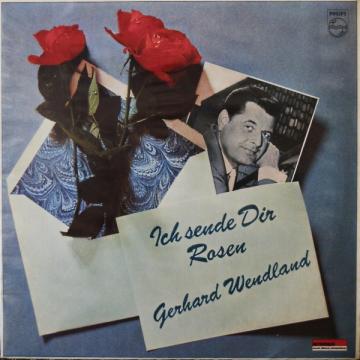 PHILIPS
Ich sende Dir
Rosen
Gerhard Wendland